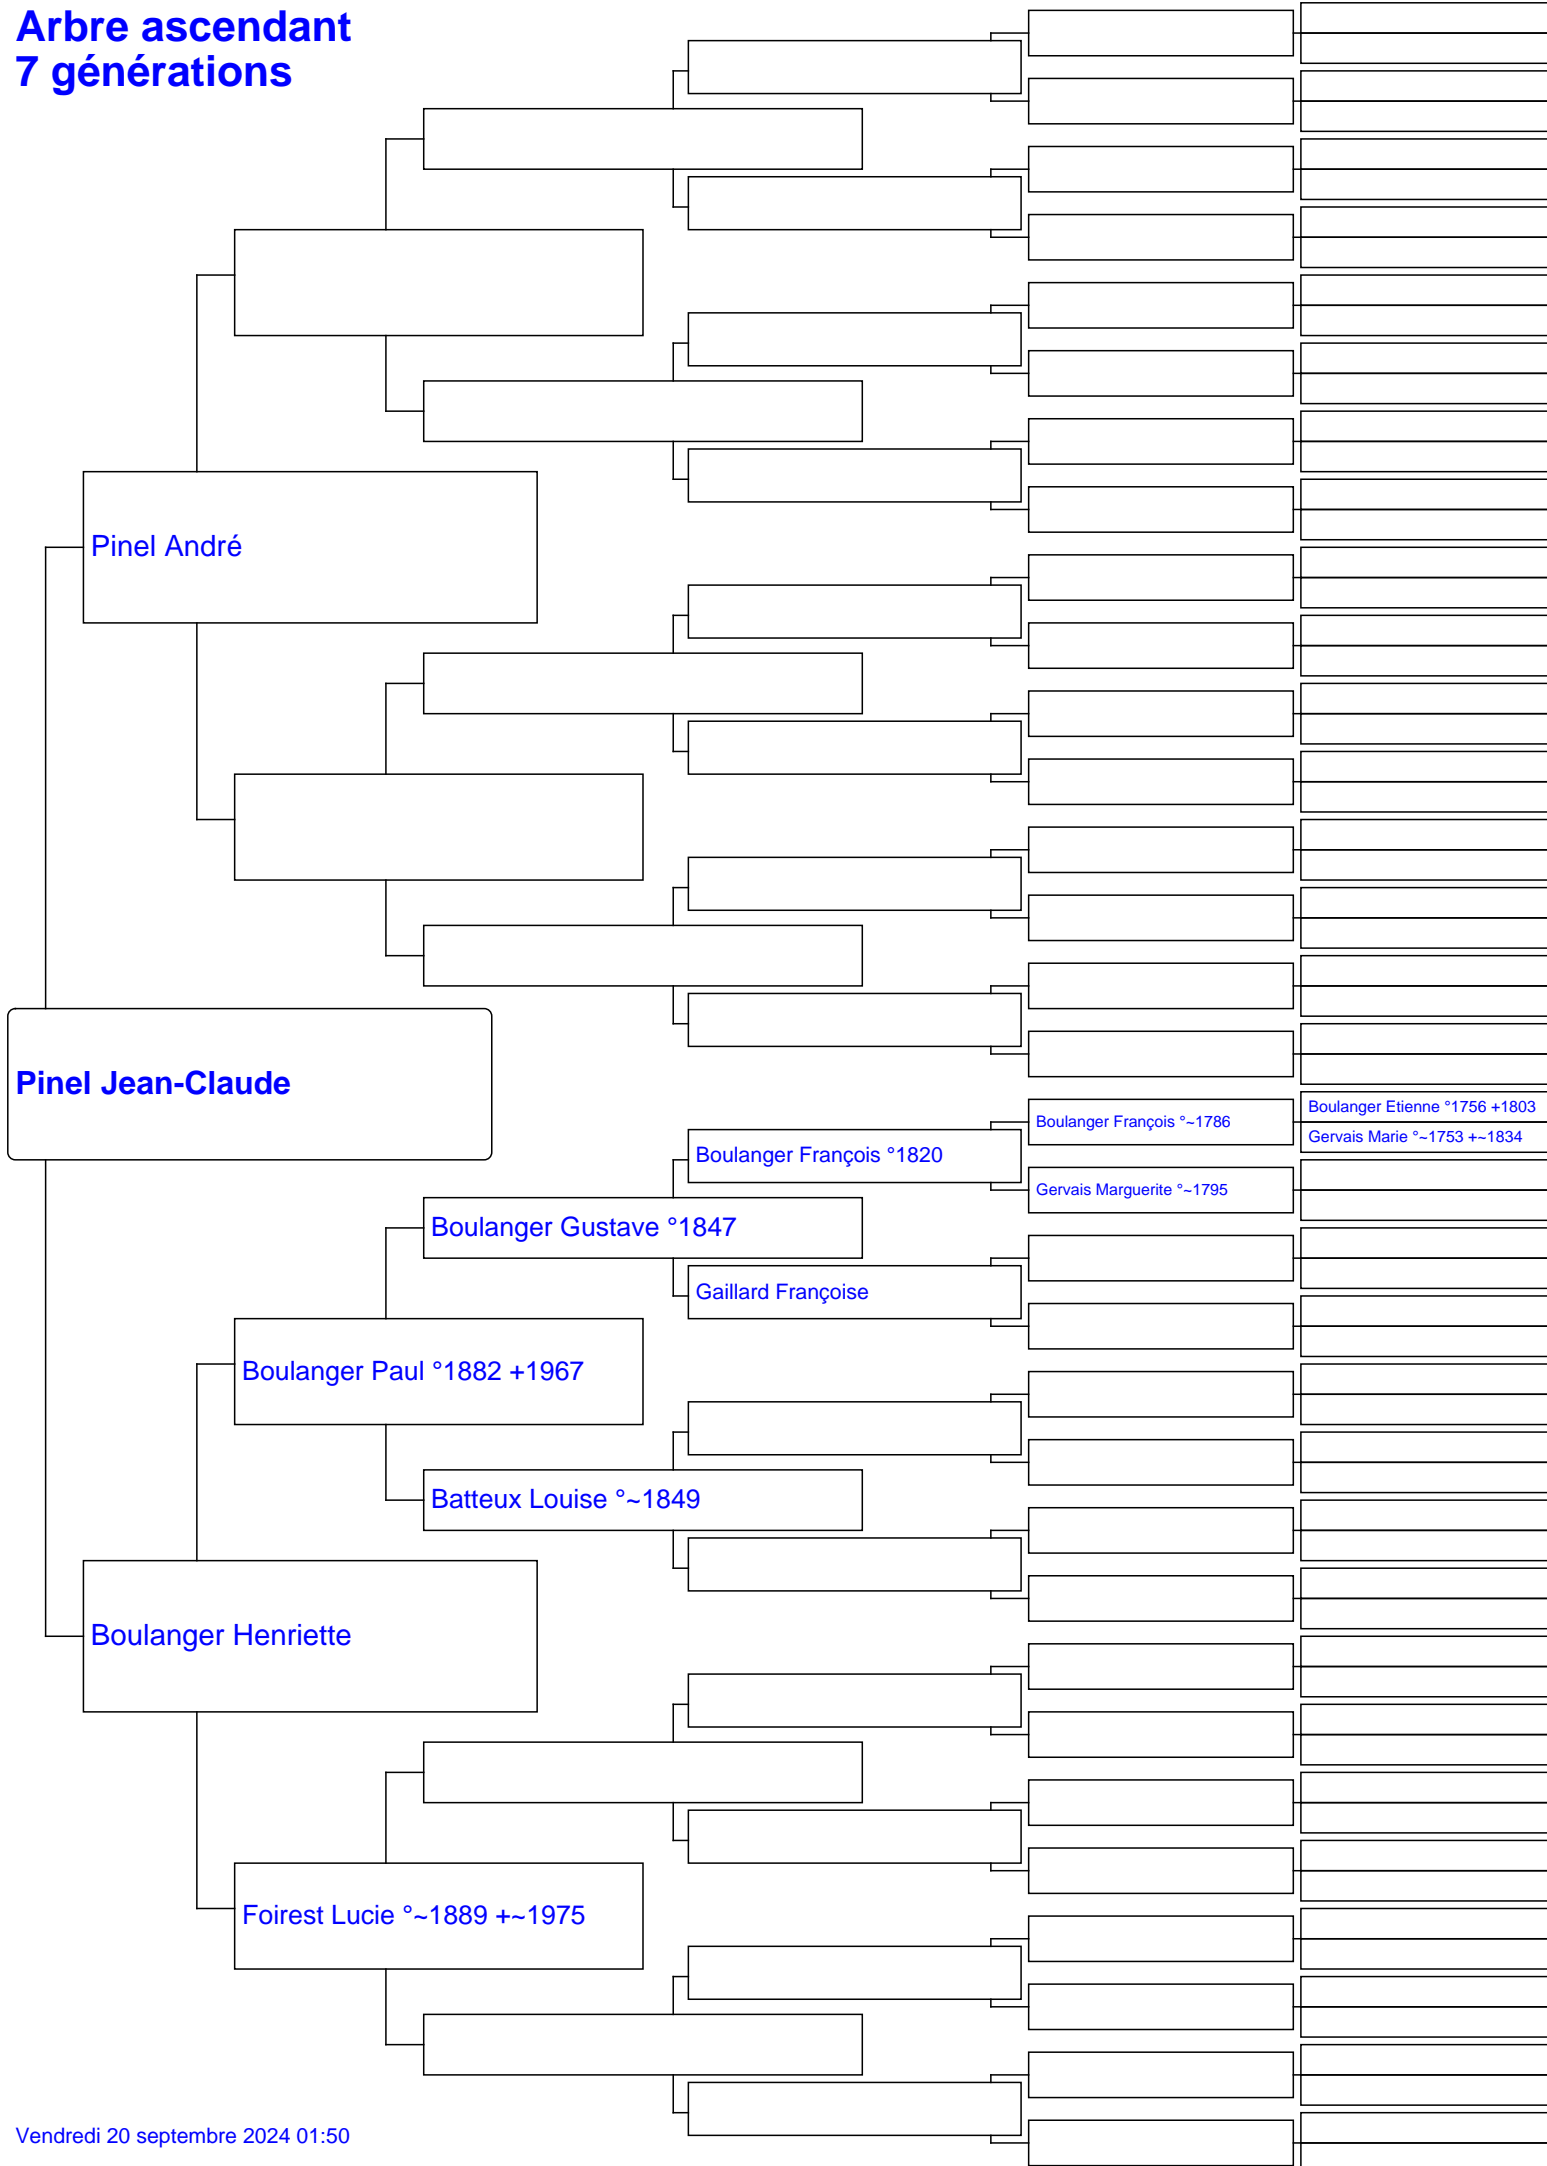 Arbre ascendant
7 générations
Pinel André
Pinel Jean-Claude
Boulanger Etienne °1756 +1803
Boulanger François °~1786
Gervais Marie °~1753 +~1834
Boulanger François °1820
Gervais Marguerite °~1795
Boulanger Gustave °1847
Gaillard Françoise
Boulanger Paul °1882 +1967
Batteux Louise °~1849
Boulanger Henriette
Foirest Lucie °~1889 +~1975
Vendredi 20 septembre 2024 01:50